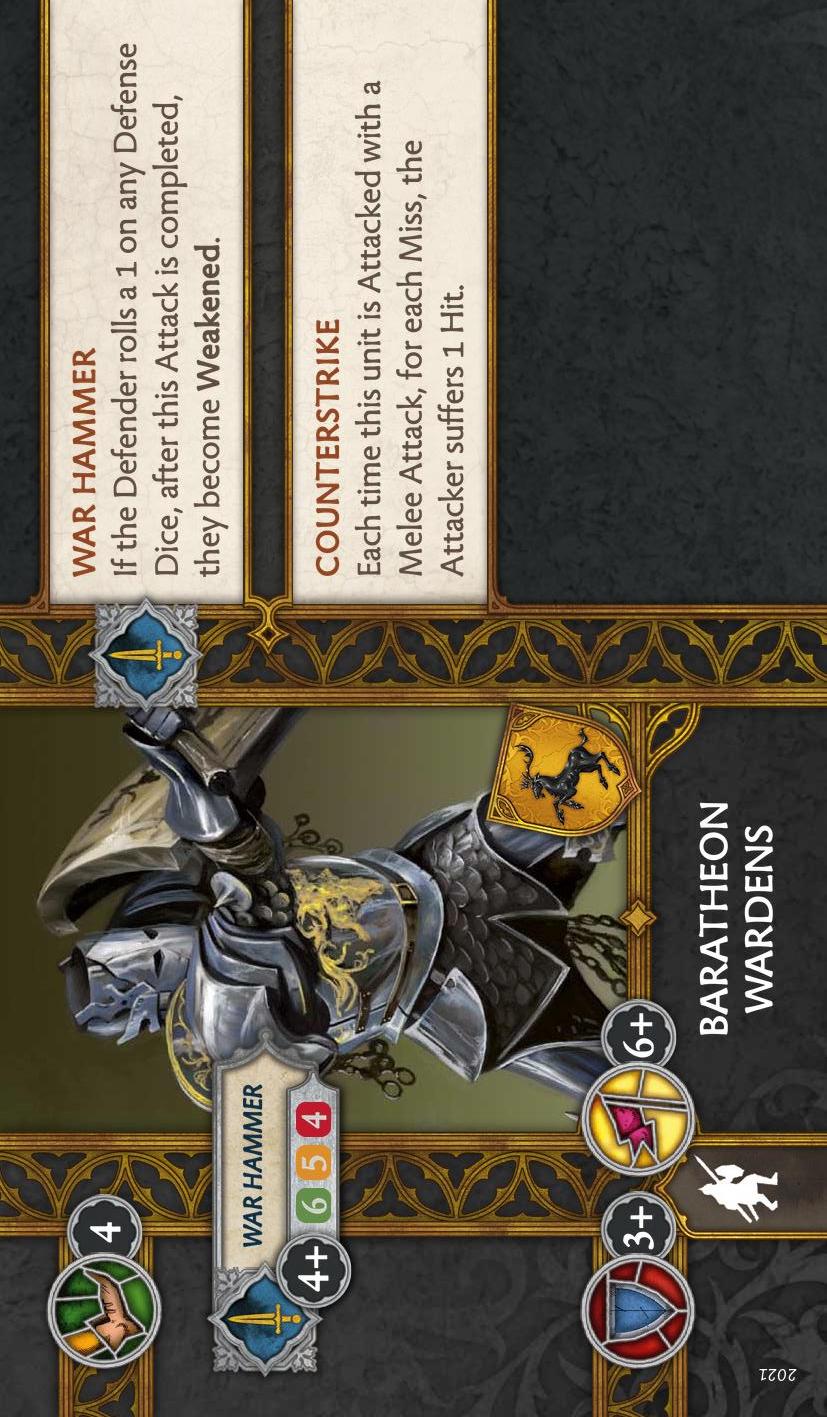 4
WAR HAMMER
4+
6 5 4
3+
6+
BARATHEON
WARDENS
2021
WAR HAMMER
If the Defender rolls a 1 on any Defense
Dice, after this Attack is completed,
they become Weakened.
COUNTERSTRIKE
Each time this unit is Attacked with a
Melee Attack, for each Miss, the
Attacker suffers 1 Hit.